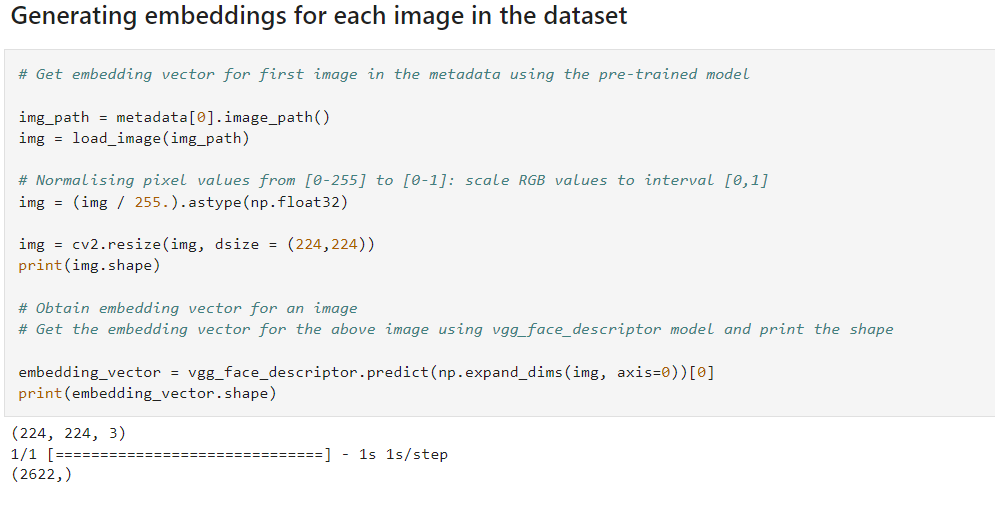 Generating embeddings for each image in the dataset
# Get embedding vector for first image in the metadata using the pre-trained model
img_path = metadata[0].image_path()
img = load_image(img_path)
# Normalising pixel values from [0-255] to [0-1]: scale RGB values to interval [0,1]
img = (img / 255.).astype(np.float32)
img = cv2.resize(img, dsize = (224,224))
print(img.shape)
# Obtain embedding vector for an image
# Get the embedding vector for the above image using vgg_face_descriptor model and print the shape
embedding_vector = vgg_face_descriptor.predict(np.expand_dims(img, axis=0))[0]
print(embedding_vector.shape)
(224, 224, 3)
1/1 [==============================] - 1s 1s/step
(2622,)